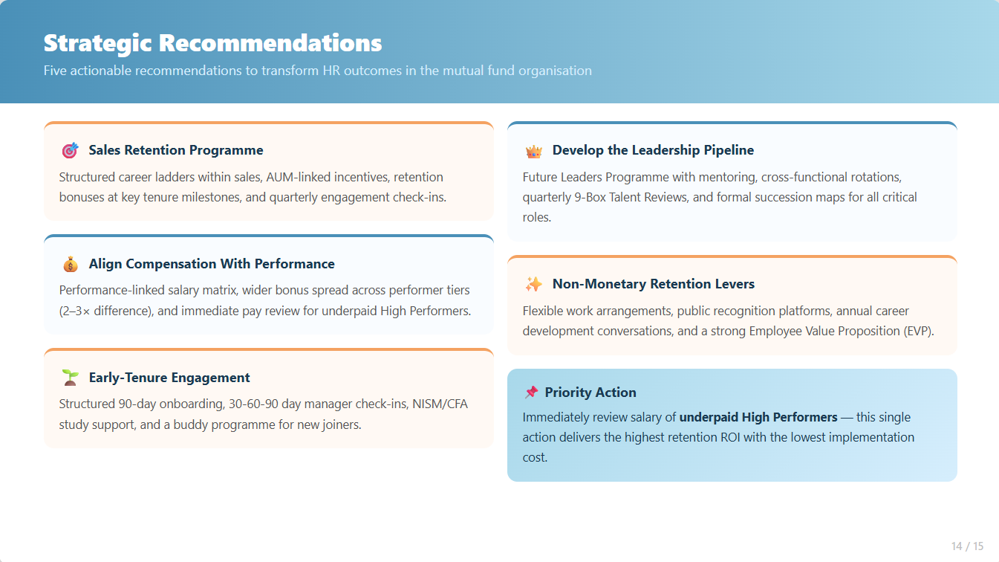 Strategic Recommendations
Five actionable recommendations to transform HR outcomes in the mutual fund organisation
Sales Retention Programme
Structured career ladders within sales, AUM-linked incentives, retention
bonuses at key tenure milestones, and quarterly engagement check-ins.
Align Compensation With Performance
Performance-linked salary matrix, wider bonus spread across performer tiers
(2–3× difference), and immediate pay review for underpaid High Performers.
Early-Tenure Engagement
Structured 90-day onboarding, 30-60-90 day manager check-ins, NISM/CFA
study support, and a buddy programme for new joiners.
Develop the Leadership Pipeline
Future Leaders Programme with mentoring, cross-functional rotations,
quarterly 9-Box Talent Reviews, and formal succession maps for all critical
roles.
Non-Monetary Retention Levers
Flexible work arrangements, public recognition platforms, annual career
development conversations, and a strong Employee Value Proposition (EVP).
Priority Action
Immediately review salary of underpaid High Performers — this single
action delivers the highest retention ROI with the lowest implementation
cost.
14 / 15